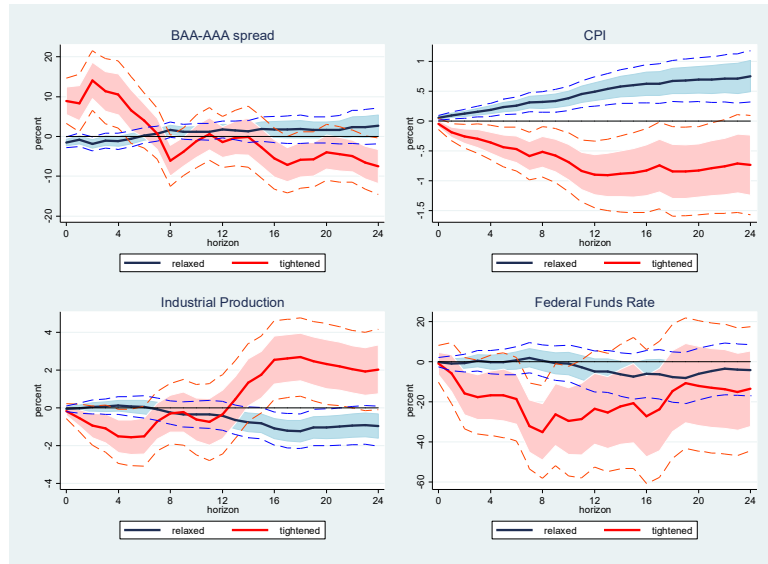 BAA-AAA spread
percent
20
10
0
-10
-20
0 4 8 12 16 20 24
horizon
relaxed tightened
CPI
percent
1
.5
0
-.5
-1
-1.5
0 4 8 12 16 20 24
horizon
relaxed tightened
Industrial Production
percent
4
2
0
-2
-4
0 4 8 12 16 20 24
horizon
relaxed tightened
Federal Funds Rate
percent
20
0
-20
-40
-60
0 4 8 12 16 20 24
horizon
relaxed tightened